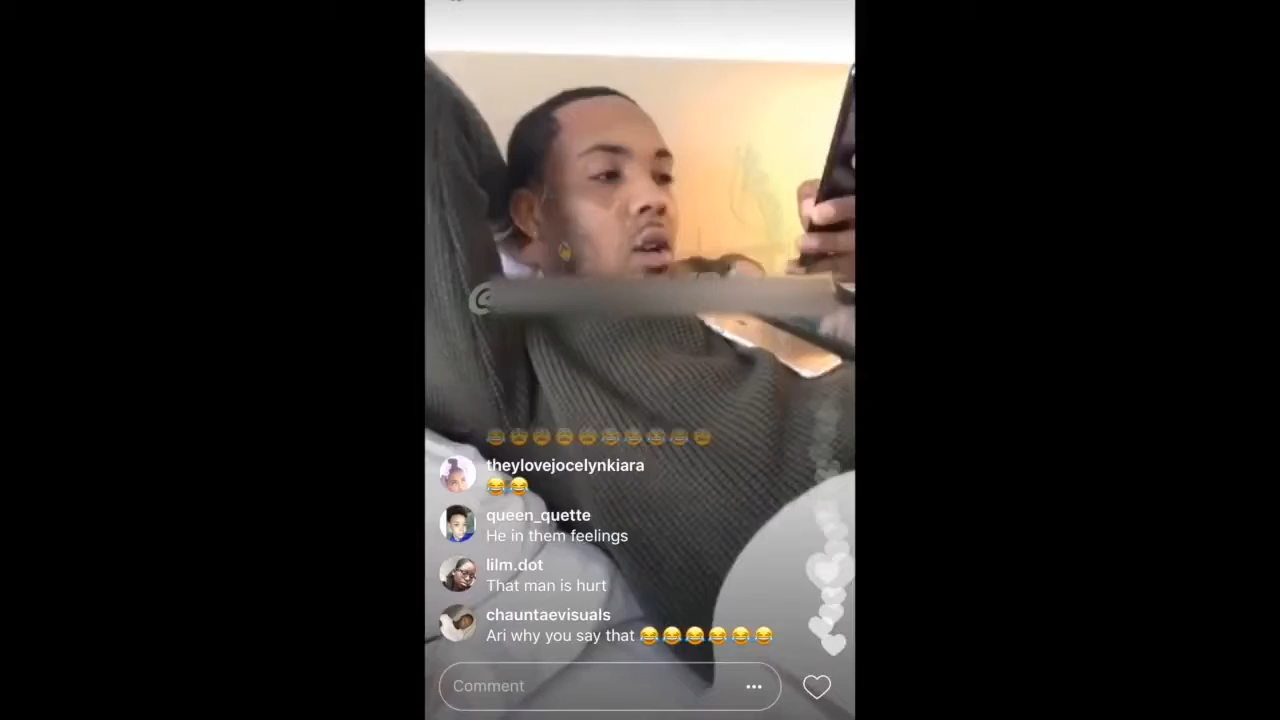 😂😨😨😨😨😂😂😂😂😨
theylovejocelynkiara
😂😂
queen_quette
He in them feelings
lilm.dot
That man is hurt
chauntaevisuals
Ari why you say that 😂😂😂😂😂😂
Comment